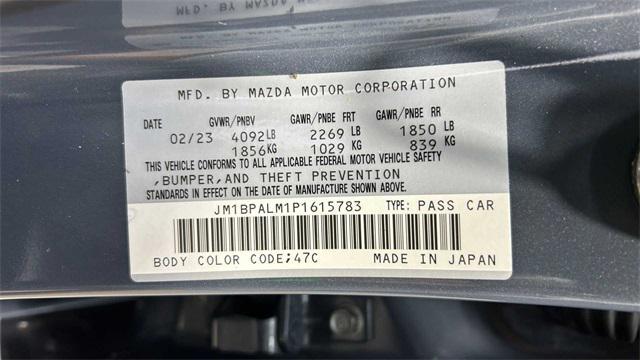 MFD. BY MAZDA MOTOR CORPORATION
DATE GVWR/PNBV GAWR/PNBE FRT GAWR/PNBE RR
02/23 4092LB 2269 LB 1850 LB
1856KG 1029 KG 839 KG
THIS VEHICLE CONFORMS TO ALL APPLICABLE FEDERAL MOTOR VEHICLE SAFETY
,BUMPER,AND THEFT PREVENTION
STANDARDS IN EFFECT ON THE DATE OF MANUFACTURE SHOWN ABOVE.
JM1BPALM1P1615783 TYPE: PASS CAR
BODY COLOR CODE;47C MADE IN JAPAN